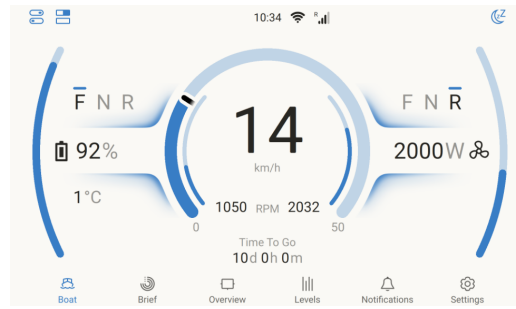 10:34 R
z Z
F N R
14
F N R
92%
km/h
2000W
1°C
1050 RPM 2032
0 50
Time To Go
10d 0h 0m
Boat Brief Overview Levels Notifications Settings